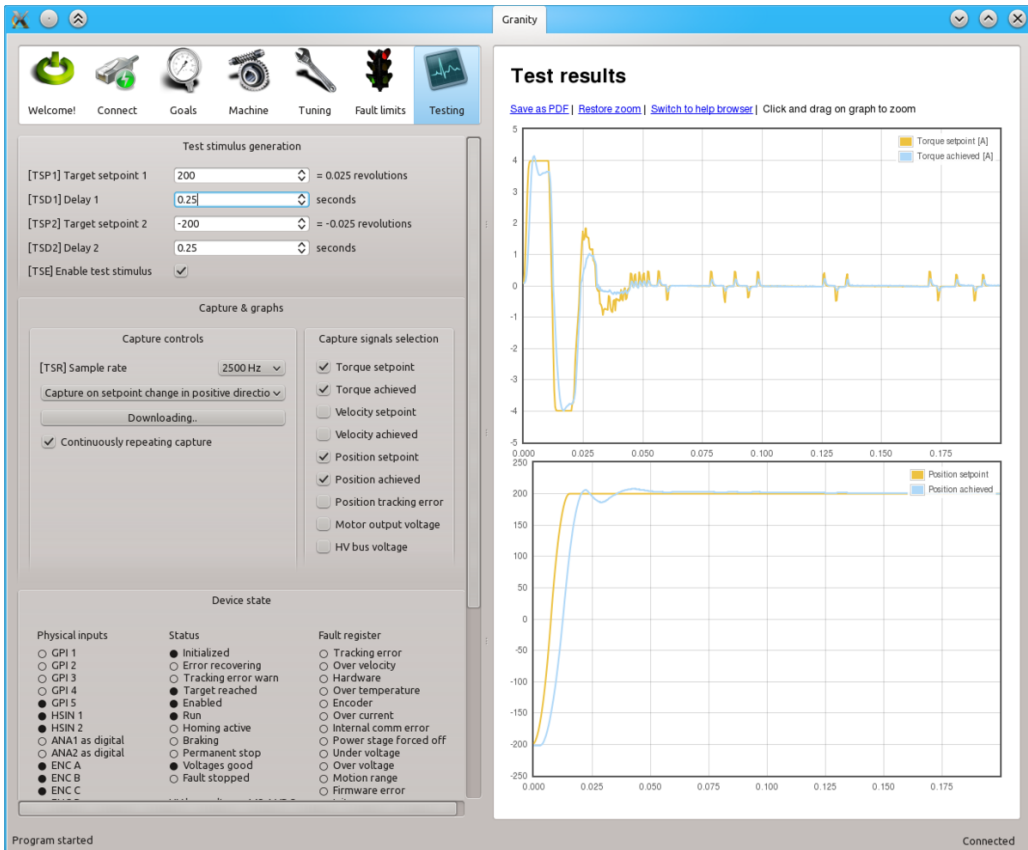 Granity
Welcome!
Connect
Goals
Machine
Tuning
Fault limits
Testing
Test stimulus generation
[TSP1] Target setpoint 1 200 = 0.025 revolutions
[TSD1] Delay 1 0.25 seconds
[TSP2] Target setpoint 2 -200 = -0.025 revolutions
[TSD2] Delay 2 0.25 seconds
[TSE] Enable test stimulus
Capture & graphs
Capture controls
[TSR] Sample rate 2500 Hz
Capture on setpoint change in positive directio
Downloading..
Continuously repeating capture
Capture signals selection
Torque setpoint
Torque achieved
Velocity setpoint
Velocity achieved
Position setpoint
Position achieved
Position tracking error
Motor output voltage
HV bus voltage
Device state
Physical inputs
GPI 1
GPI 2
GPI 3
GPI 4
GPI 5
HSIN 1
HSIN 2
ANA1 as digital
ANA2 as digital
ENC A
ENC B
ENC C
Status
Initialized
Error recovering
Tracking error warn
Target reached
Enabled
Run
Homing active
Braking
Permanent stop
Voltages good
Fault stopped
Fault register
Tracking error
Over velocity
Hardware
Over temperature
Encoder
Over current
Internal comm error
Power stage forced off
Under voltage
Over voltage
Motion range
Firmware error
Program started
Test results
Save as PDF | Restore zoom | Switch to help browser | Click and drag on graph to zoom
Torque setpoint [A]
Torque achieved [A]
5
4
3
2
1
0
-1
-2
-3
-4
-5
0.000 0.025 0.050 0.075 0.100 0.125 0.150 0.175
Position setpoint
Position achieved
250
200
150
100
50
0
-50
-100
-150
-200
-250
0.000 0.025 0.050 0.075 0.100 0.125 0.150 0.175
Connected